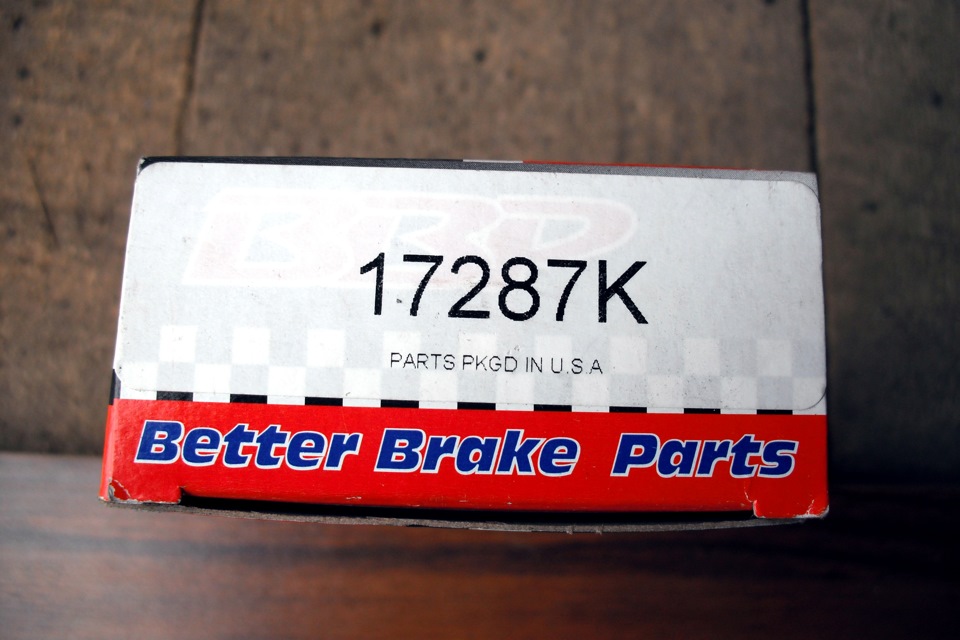 BBP
17287K
PARTS PKGD IN U.S.A
Better Brake Parts